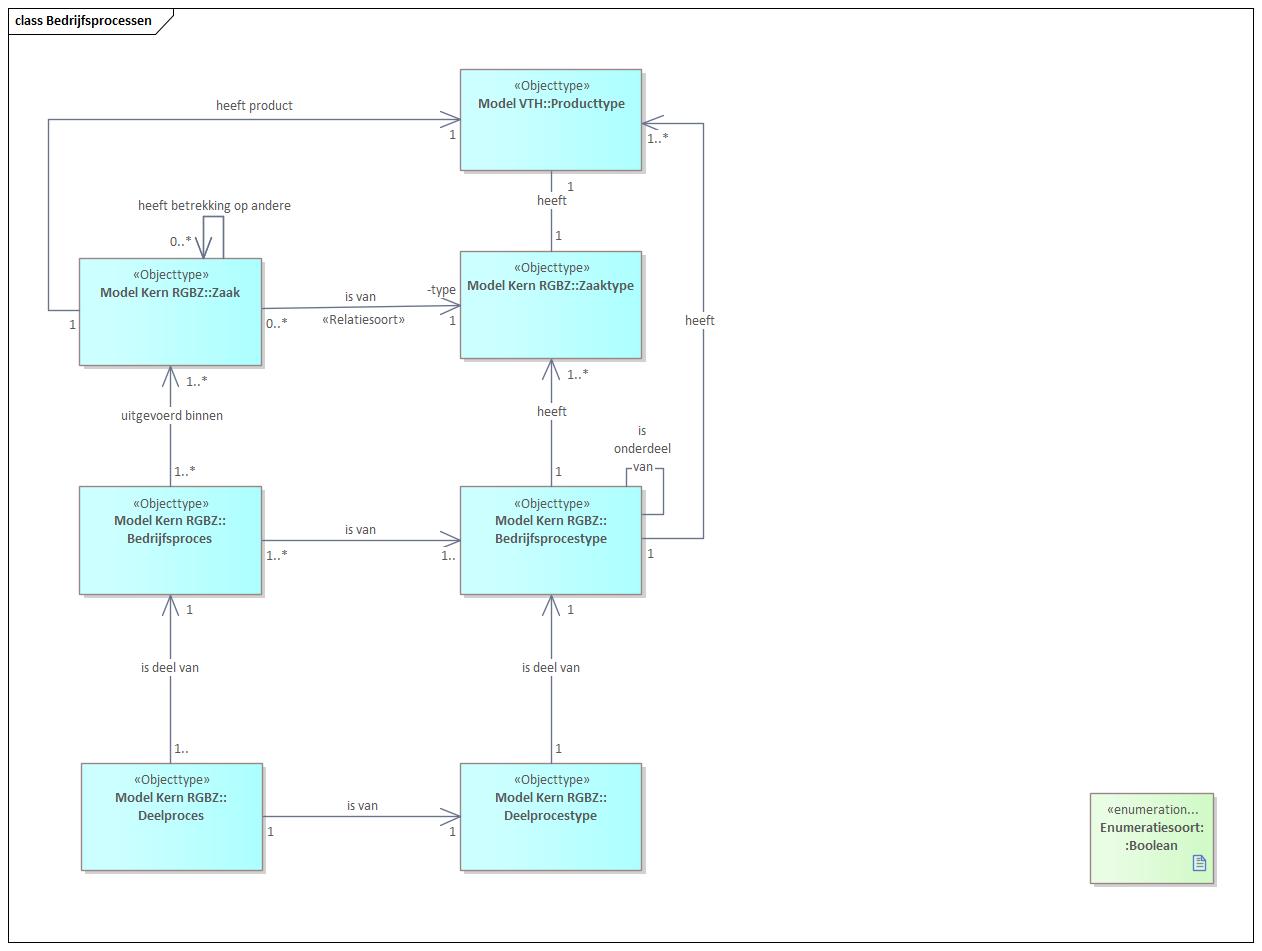 class Bedrijfsprocessen
«Objecttype»
Model VTH::Producttype
heeft product
1
1..*
1
heeft
1
heeft betrekking op andere
0..*
«Objecttype»
Model Kern RGBZ::Zaak
1
is van
«Relatiesoort»
0..*
-type
1
«Objecttype»
Model Kern RGBZ::Zaaktype
heeft
1..*
uitgevoerd binnen
1..*
1..*
heeft
1
is
onderdeel
van
«Objecttype»
Model Kern RGBZ::
Bedrijfsproces
is van
1..*
1..
«Objecttype»
Model Kern RGBZ::
Bedrijfsprocestype
1
1
is deel van
1..
1
is deel van
1
«Objecttype»
Model Kern RGBZ::
Deelproces
is van
1
1
«Objecttype»
Model Kern RGBZ::
Deelprocestype
«enumeration...
Enumeratiesoort:
:Boolean